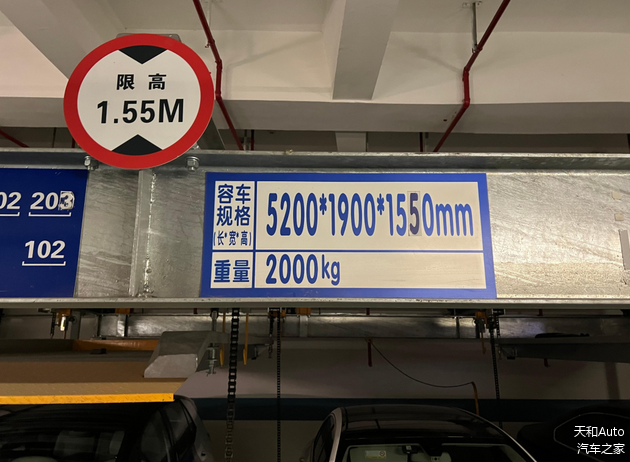 限高
1.55M
02 203
102
容车规格
(长*宽*高)
5200*1900*1550mm
重量
2000kg
天和Auto
汽车之家